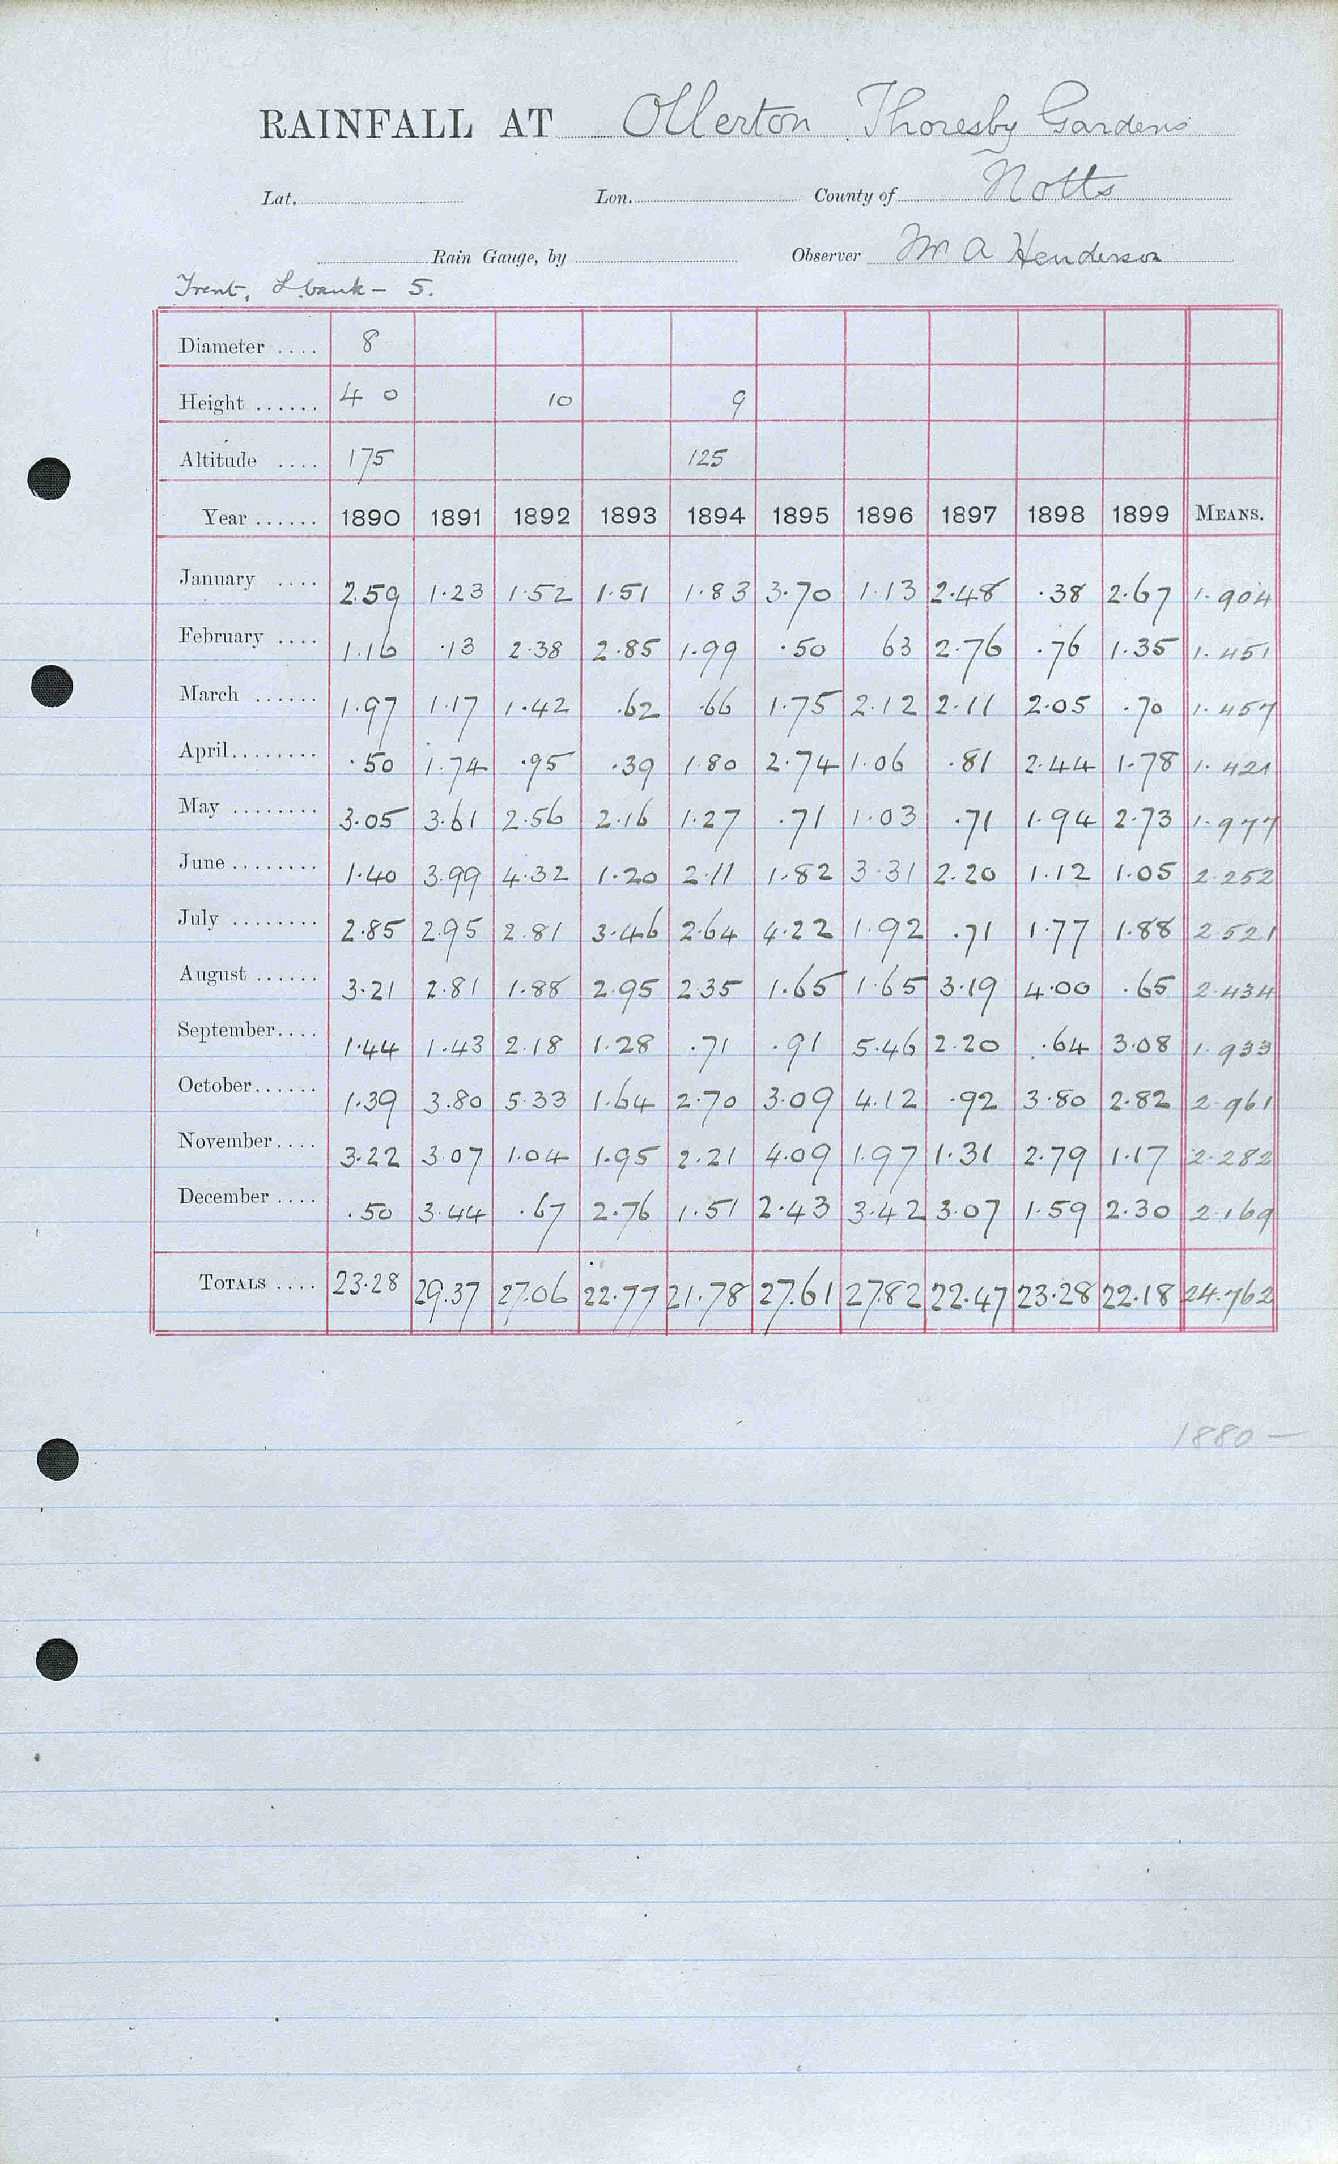 RAINFALL AT Ollerton Thoresby Gardens
Lat. Lon. County of Notts
Rain Gauge, by Observer Mr A Henderson
Trent, L bank – 5.
Diameter .... 8
Height ...... 4 0 10 9
Altitude .... 175 125
Year ...... 1890 1891 1892 1893 1894 1895 1896 1897 1898 1899 MEANS.
January .... 2.59 1.23 1.52 1.51 1.83 3.70 1.13 2.48 .38 2.67 1.904
February .... 1.16 .13 2.38 2.85 1.99 .50 63 2.76 .76 1.35 1.451
March ...... 1.97 1.17 1.42 .62 .66 1.75 2.12 2.11 2.05 .70 1.457
April........ .50 1.74 .95 .39 1.80 2.74 1.06 .81 2.44 1.78 1.421
May ........ 3.05 3.61 2.56 2.16 1.27 .71 1.03 .71 1.94 2.73 1.977
June ........ 1.40 3.99 4.32 1.20 2.11 1.82 3.31 2.20 1.12 1.05 2.252
July ........ 2.85 2.95 2.81 3.46 2.64 4.22 1.92 .71 1.77 1.88 2.521
August ...... 3.21 2.81 1.88 2.95 2.35 1.65 1.65 3.19 4.00 .65 2.434
September.... 1.44 1.43 2.18 1.28 .71 .91 5.46 2.20 .64 3.08 1.933
October...... 1.39 3.80 5.33 1.64 2.70 3.09 4.12 .92 3.80 2.82 2.961
November.... 3.22 3.07 1.04 1.95 2.21 4.09 1.97 1.31 2.79 1.17 2.282
December .... .50 3.44 .67 2.76 1.51 2.43 3.42 3.07 1.59 2.30 2.169
TOTALS .... 23.28 29.37 27.06 22.77 21.78 27.61 27.82 22.47 23.28 22.18 24.762
1880 –